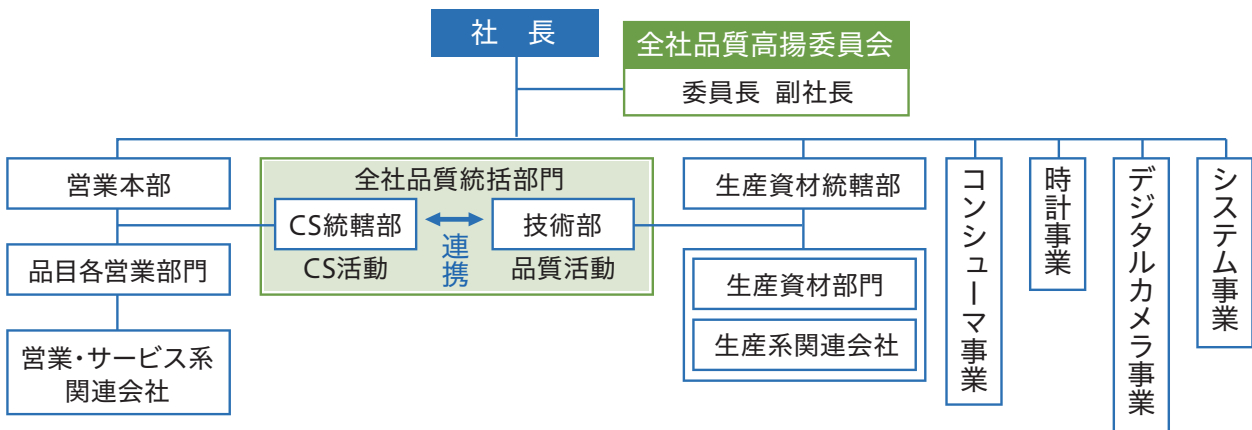 社　長
全社品質高揚委員会
委員長 副社長
営業本部
全社品質統括部門
CS統轄部
技術部
連携
CS活動
品質活動
生産資材統轄部
品目各営業部門
生産資材部門
営業・サービス系
関連会社
生産系関連会社
コンシューマ事業
時計事業
デジタルカメラ事業
システム事業